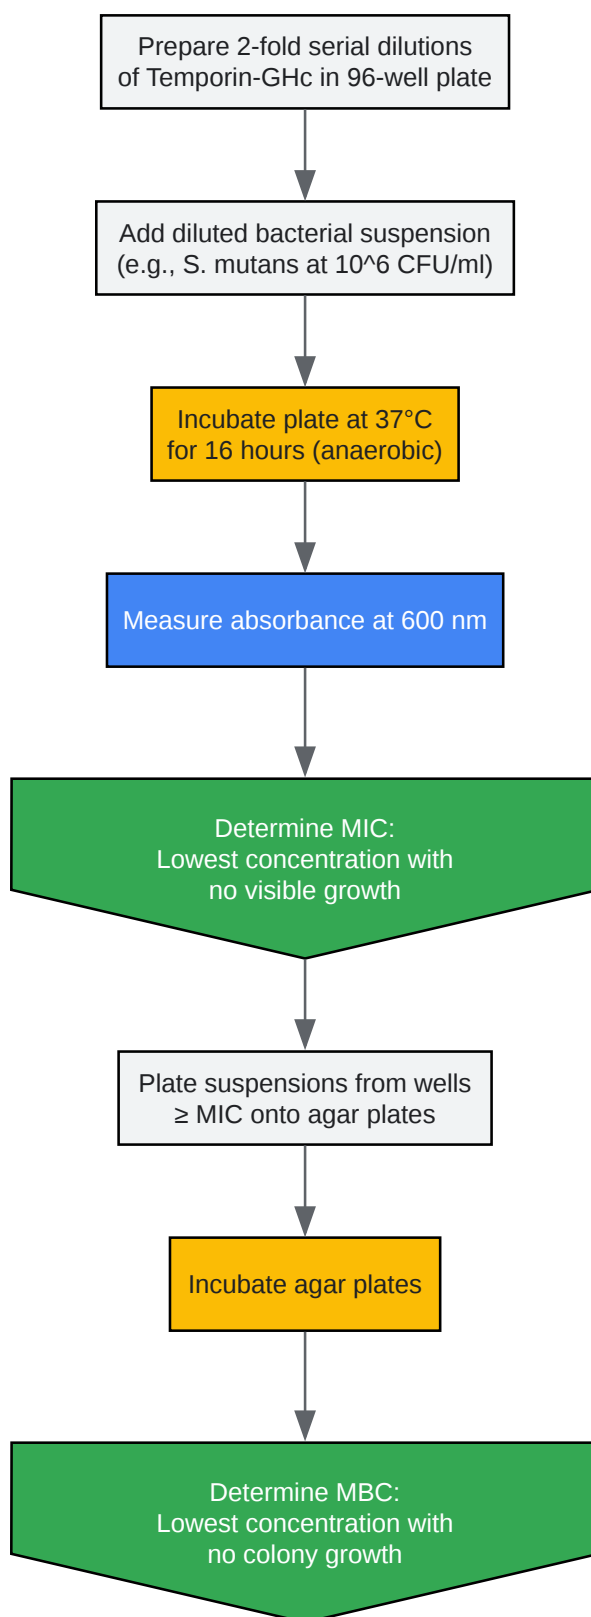 Prepare 2-fold serial dilutions
of Temporin-GHc in 96-well plate
Add diluted bacterial suspension
(e.g., S. mutans at 10^6 CFU/ml)
Incubate plate at 37°C
for 16 hours (anaerobic)
Measure absorbance at 600 nm
Determine MIC:
Lowest concentration with
no visible growth
Plate suspensions from wells
≥ MIC onto agar plates
Incubate agar plates
Determine MBC:
Lowest concentration with
no colony growth